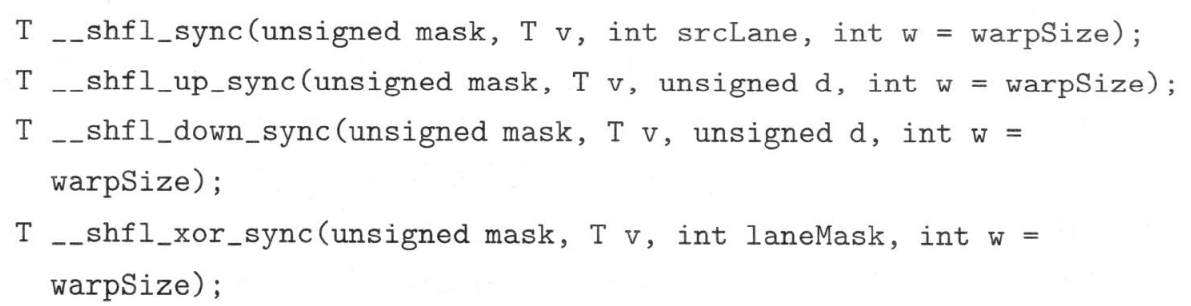 T __shfl_sync(unsigned mask, T v, int srcLane, int w = warpSize);
T __shfl_up_sync(unsigned mask, T v, unsigned d, int w = warpSize);
T __shfl_down_sync(unsigned mask, T v, unsigned d, int w =
warpSize);
T __shfl_xor_sync(unsigned mask, T v, int laneMask, int w =
warpSize);